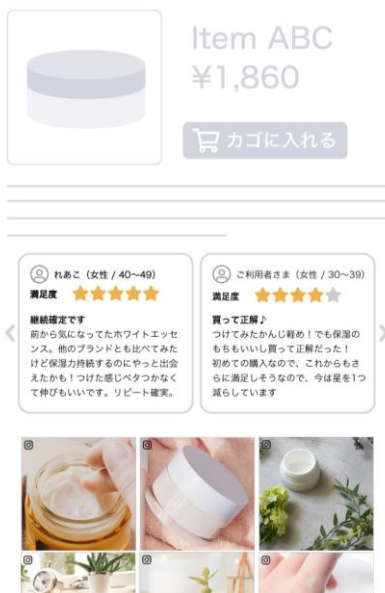 Item ABC
¥1,860
カゴに入れる
れあこ（女性 / 40〜49）
満足度
継続確定です
前から気になってたホワイトエッセ
ンス。他のブランドとも比べてみた
けど保湿力持続するのにやっと出会
えたかも！つけた感じベタつかなく
て伸びもいいです。リピート確実。
ご利用者さま（女性 / 30〜39）
満足度
買って正解♪
つけてみたかんじ軽め！でも保湿の
もちもいいし買って正解だった！
初めての購入なので、これからもさ
らに満足しそうなので、今は星を1つ
減らしています